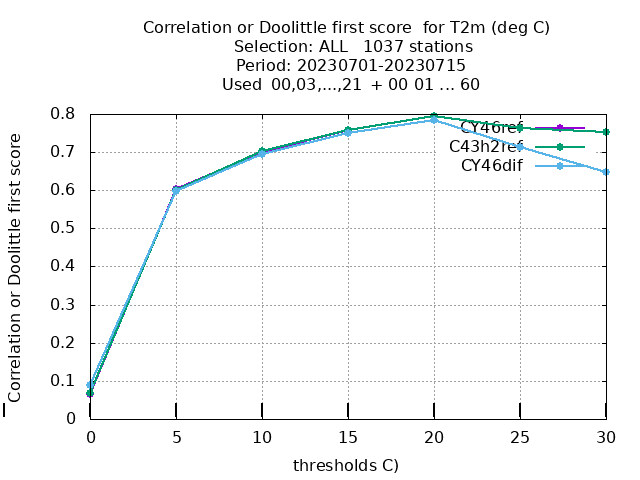 Correlation or Doolittle first score  for T2m (deg C)
Selection: ALL   1037 stations
Period: 20230701-20230715
Used  00,03,...,21  + 00 01 ... 60
Correlation or Doolittle first score
0.8
0.7
0.6
0.5
0.4
0.3
0.2
0.1
0
CY46ref
C43h2ref
CY46dif
0 5 10 15 20 25 30
thresholds C)